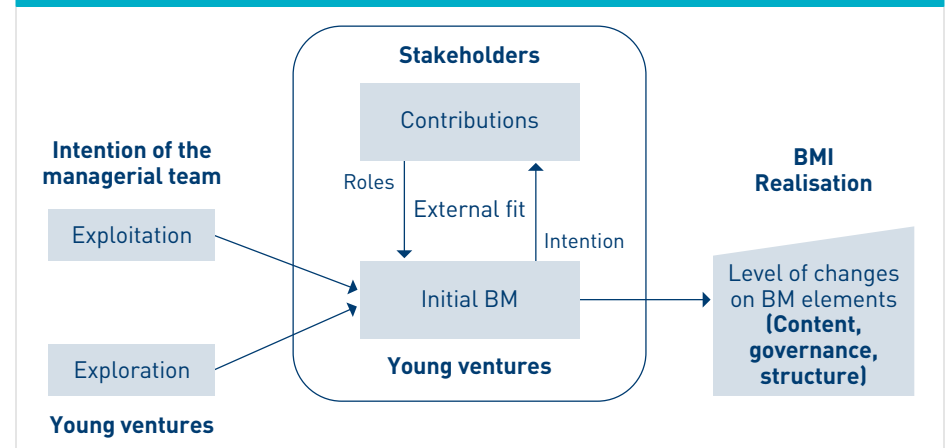 Stakeholders
Contributions
Intention of the
managerial team
Roles
External fit
Intention
Exploitation
Initial BM
Exploration
Young ventures
Young ventures
BMI
Realisation
Level of changes
on BM elements
(Content,
governance,
structure)